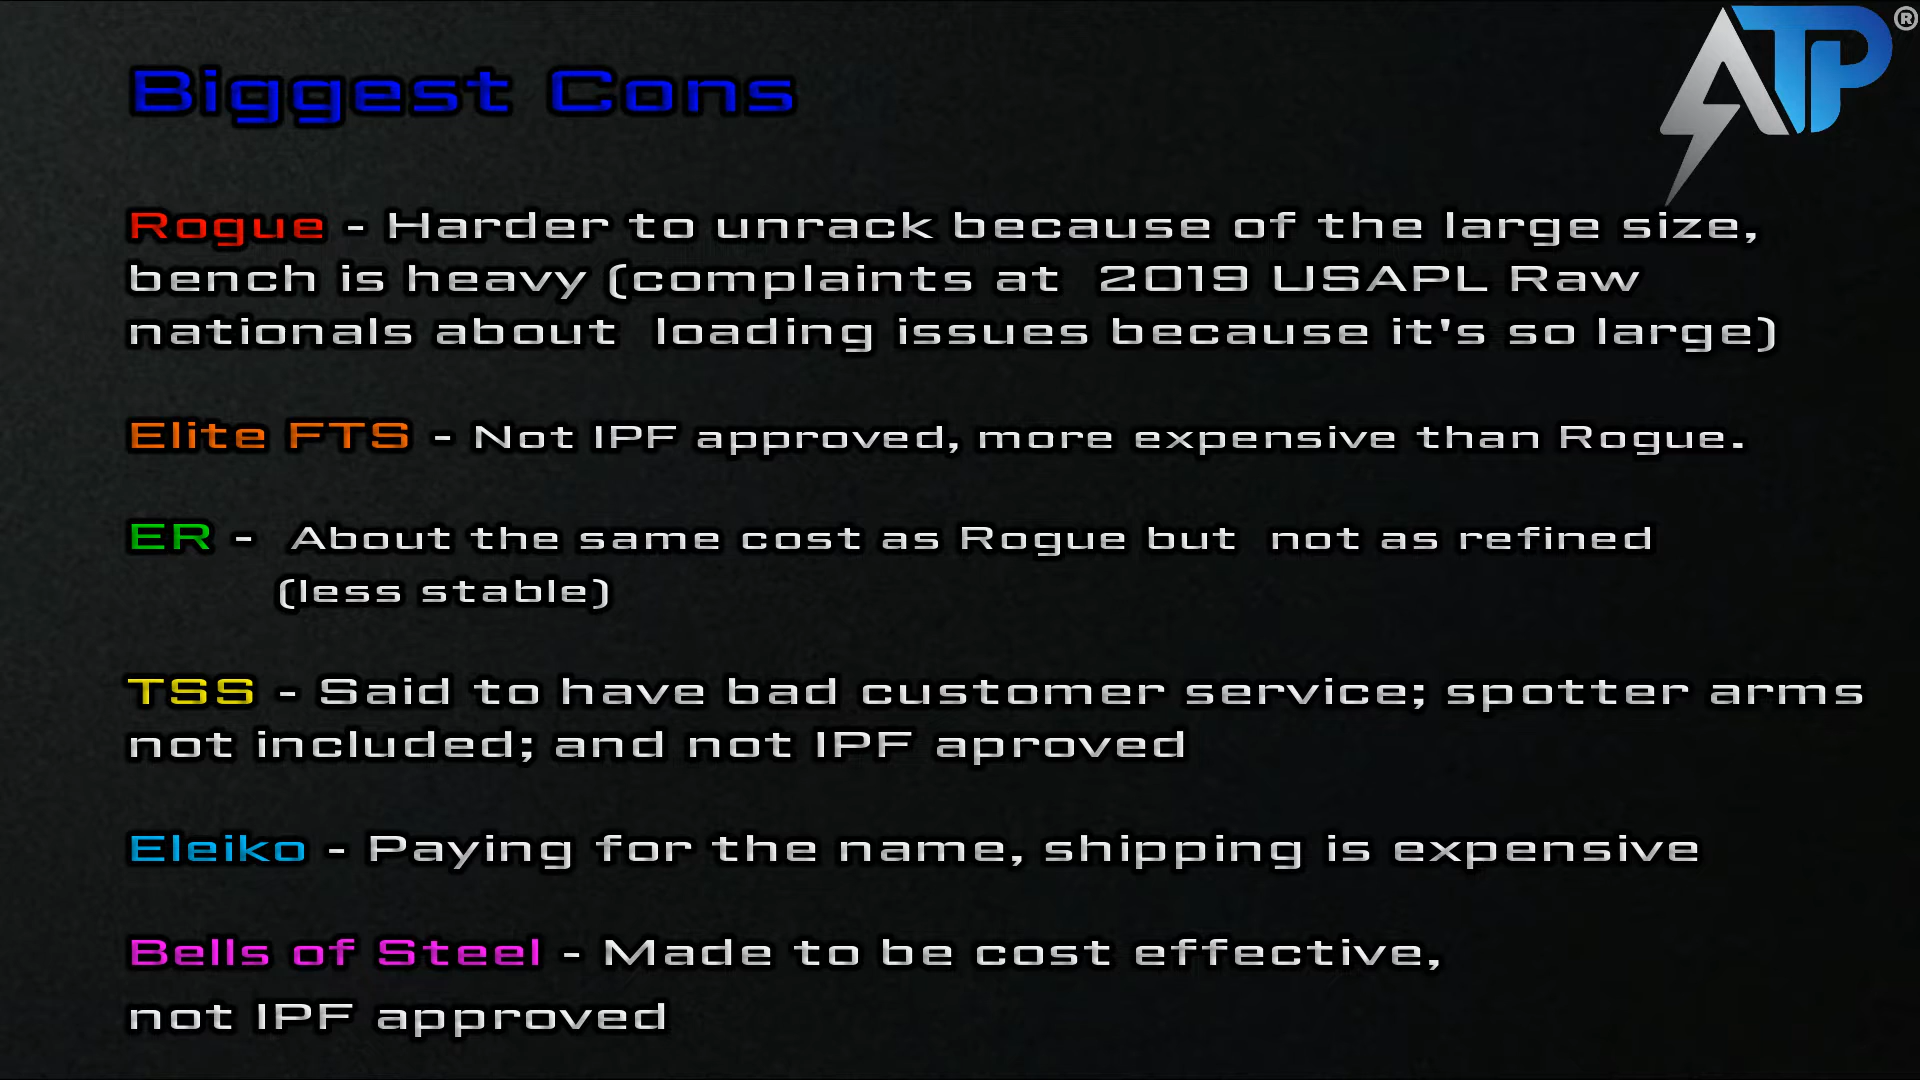 ATP®
Biggest Cons
Rogue - Harder to unrack because of the large size,
bench is heavy (complaints at 2019 USAPL Raw
nationals about loading issues because it's so large)
Elite FTS - Not IPF approved, more expensive than Rogue.
ER - About the same cost as Rogue but not as refined
(less stable)
TSS - Said to have bad customer service; spotter arms
not included; and not IPF aproved
Eleiko - Paying for the name, shipping is expensive
Bells of Steel - Made to be cost effective,
not IPF approved